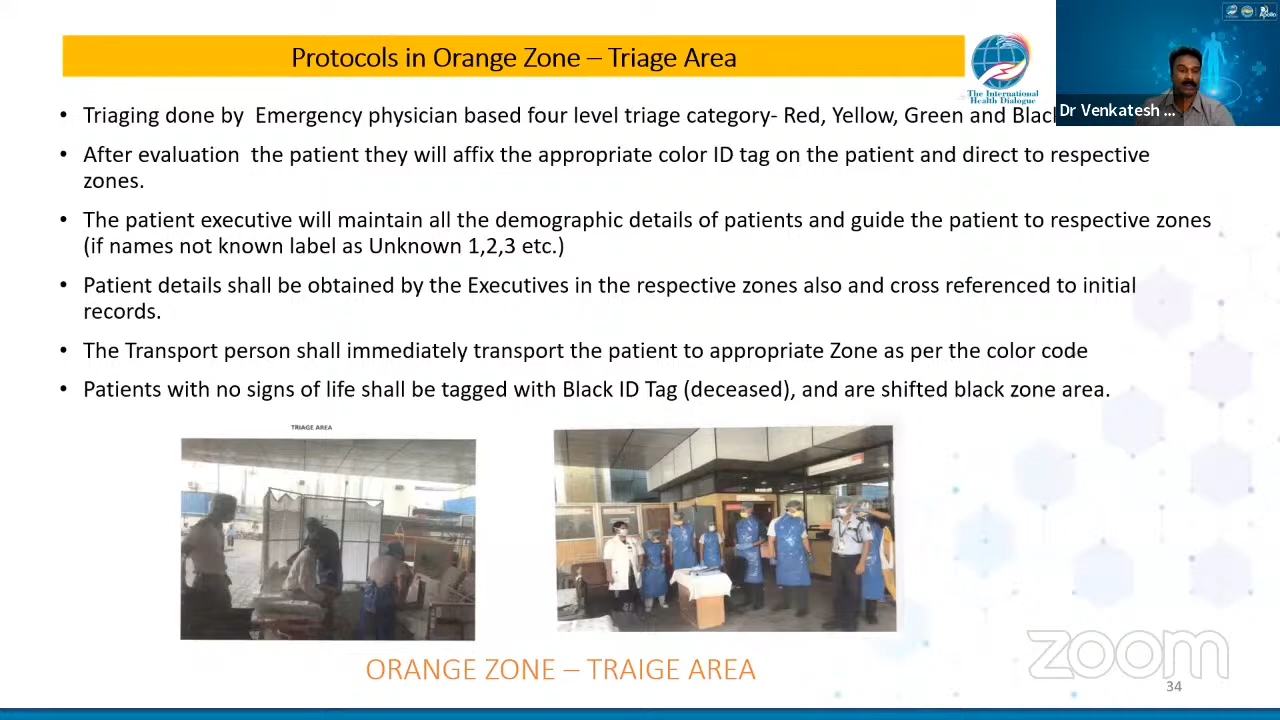 Protocols in Orange Zone – Triage Area
The International
Health Dialogue
Apollo
Dr Venkatesh ...
• Triaging done by Emergency physician based four level triage category- Red, Yellow, Green and Blac
• After evaluation the patient they will affix the appropriate color ID tag on the patient and direct to respective
zones.
• The patient executive will maintain all the demographic details of patients and guide the patient to respective zones
(if names not known label as Unknown 1,2,3 etc.)
• Patient details shall be obtained by the Executives in the respective zones also and cross referenced to initial
records.
• The Transport person shall immediately transport the patient to appropriate Zone as per the color code
• Patients with no signs of life shall be tagged with Black ID Tag (deceased), and are shifted black zone area.
TRIAGE AREA
ORANGE ZONE – TRAIGE AREA
zoom
34